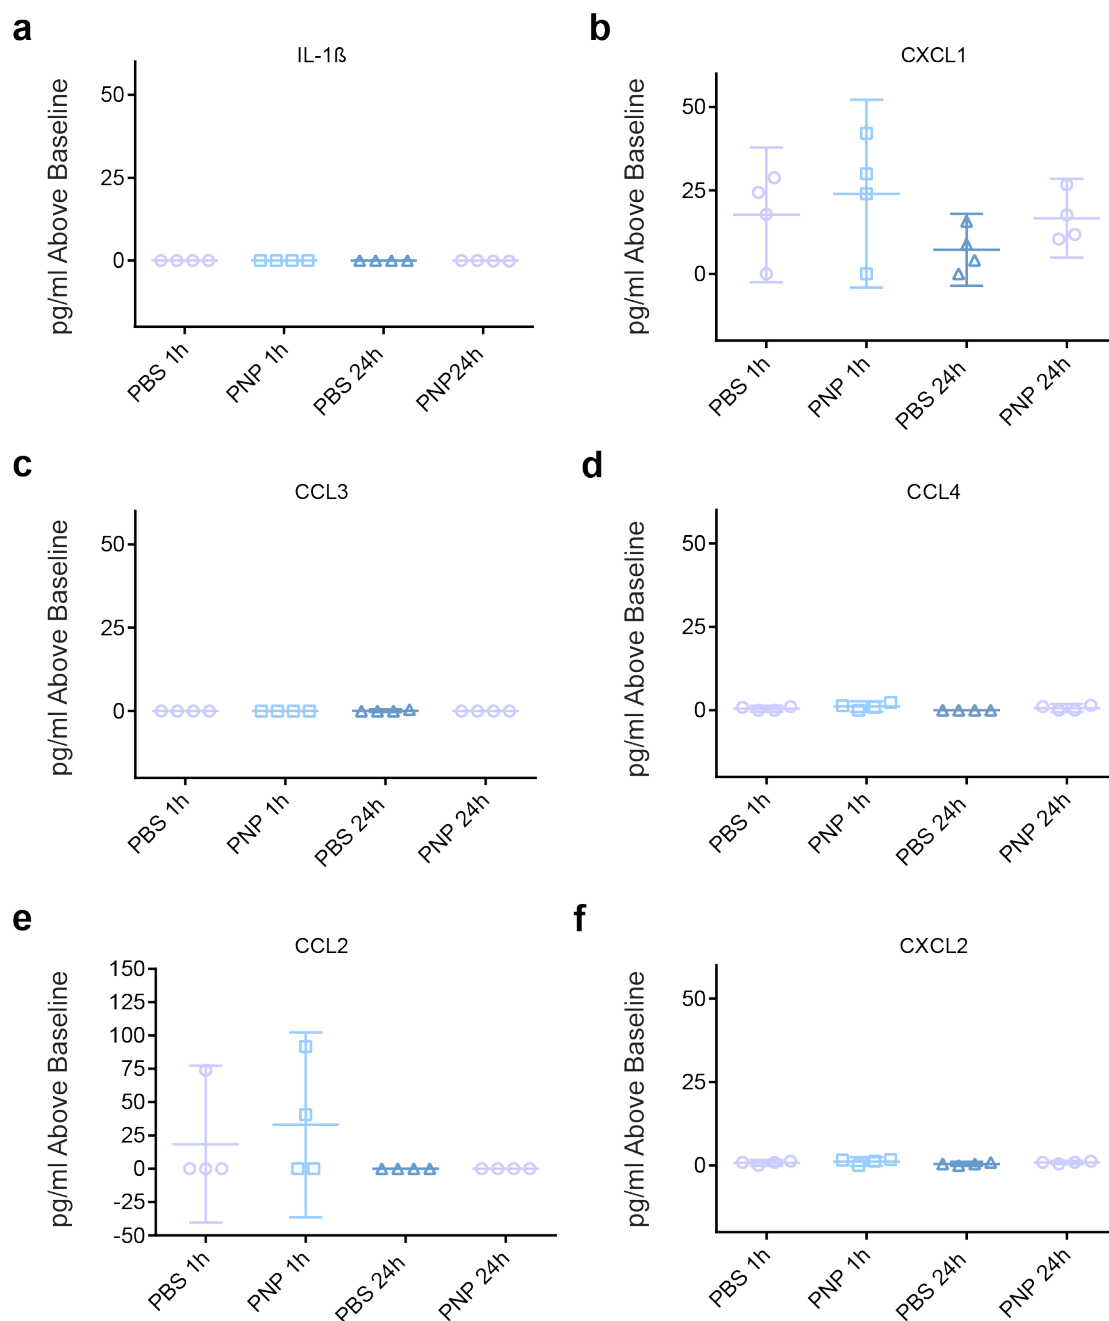 a
IL-1ß
pg/ml Above Baseline
50
25
0
PBS 1h
PNP 1h
PBS 24h
PNP24h
b
CXCL1
pg/ml Above Baseline
50
25
0
PBS 1h
PNP 1h
PBS 24h
PNP 24h
c
CCL3
pg/ml Above Baseline
50
25
0
PBS 1h
PNP 1h
PBS 24h
PNP 24h
d
CCL4
pg/ml Above Baseline
50
25
0
PBS 1h
PNP 1h
PBS 24h
PNP 24h
e
CCL2
pg/ml Above Baseline
150
125
100
75
50
25
0
-25
-50
PBS 1h
PNP 1h
PBS 24h
PNP 24h
f
CXCL2
pg/ml Above Baseline
50
25
0
PBS 1h
PNP 1h
PBS 24h
PNP 24h